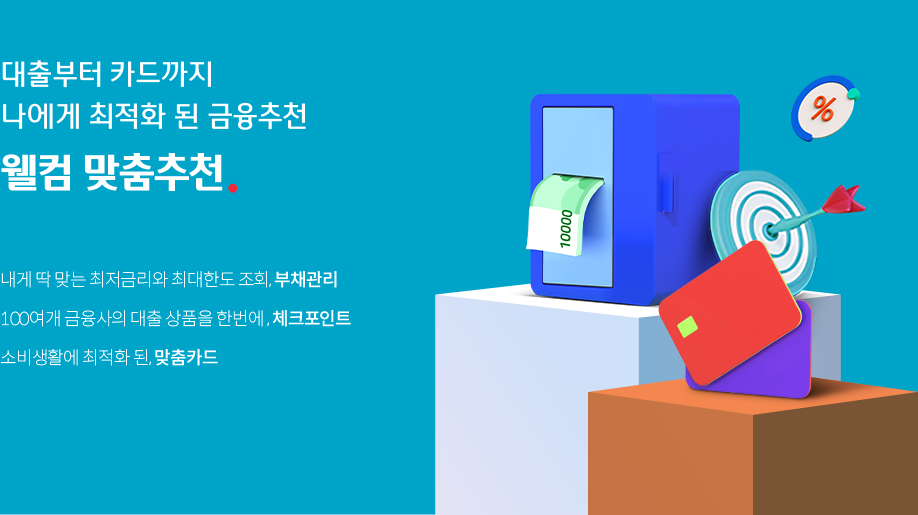 대출부터 카드까지
나에게 최적화 된 금융추천
웰컴 맞춤추천.
내게 딱 맞는 최저금리와 최대한도 조회, 부채관리
100여개 금융사의 대출 상품을 한번에, 체크포인트
소비생활에 최적화 된, 맞춤카드
10000
%